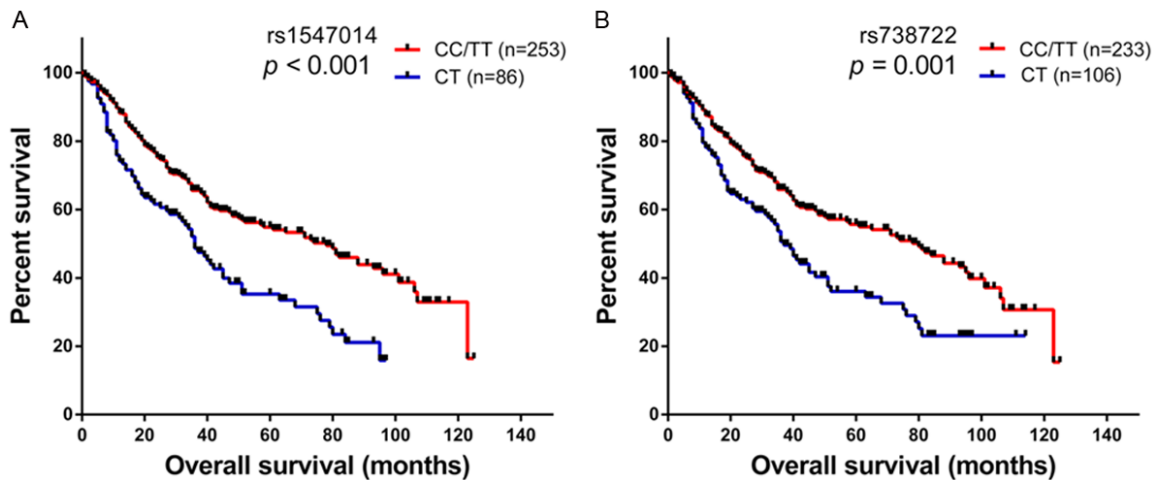 A
rs1547014
p < 0.001
CC/TT (n=253)
CT (n=86)
Percent survival
100
80
60
40
20
0
0 20 40 60 80 100 120 140
Overall survival (months)
B
rs738722
p = 0.001
CC/TT (n=233)
CT (n=106)
Percent survival
100
80
60
40
20
0
0 20 40 60 80 100 120 140
Overall survival (months)